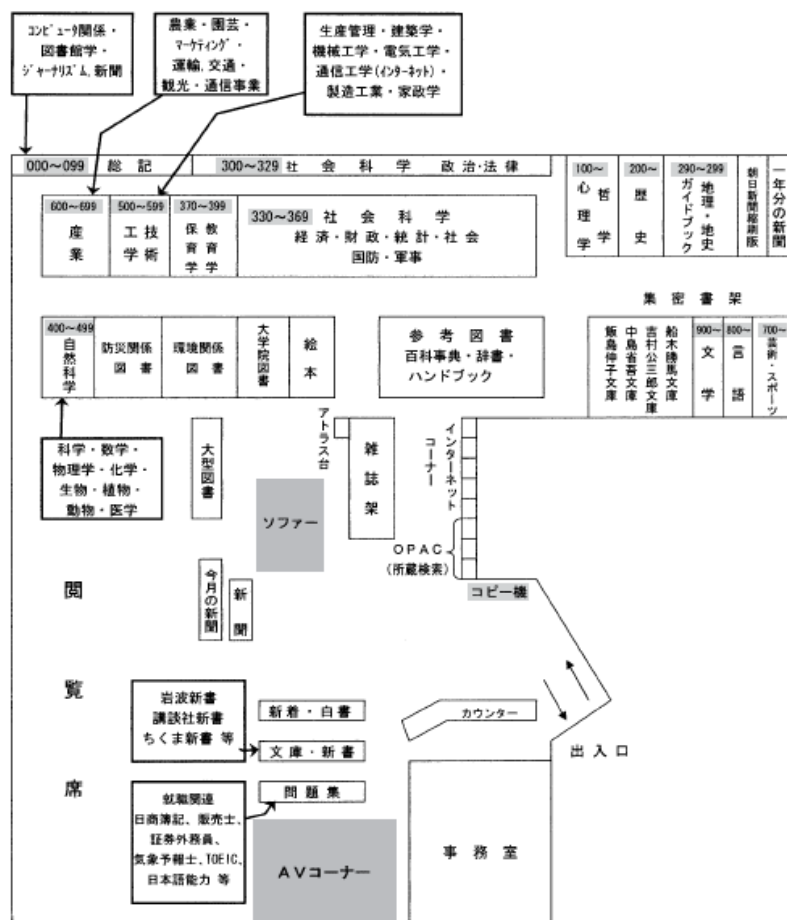 コンピュータ関係・
図書館学・
ジャーナリズム,新聞
農業・園芸・
マーケティング・
運輸,交通・
観光・通信事業
生産管理・建築学・
機械工学・電気工学・
通信工学(インターネット)・
製造工業・家政学
000～099 総記
300～329 社会科学 政治・法律
100～
哲学
心理学
200～
歴史
290～299
地理・地史
ガイドブック
朝日新聞縮刷版
一年分の新聞
600～699
産業
500～599
技術
工学
370～399
教育学
保育学
330～369 社会科学
経済・財政・統計・社会
国防・軍事
集密書架
400～499
自然科学
防災関係
図書
環境関係
図書
大学院図書
絵本
参考図書
百科事典・辞書・
ハンドブック
船木勝馬文庫
吉村公三郎文庫
中島省吾文庫
飯島伸子文庫
900～
文学
800～
言語
700～
芸術・スポーツ
科学・数学・
物理学・化学・
生物・植物・
動物・医学
大型図書
ソファー
アトラス台
雑誌架
インターネット
コーナー
OPAC
(所蔵検索)
コピー機
今月の新聞
新聞
閲覧席
岩波新書
講談社新書
ちくま新書 等
新着・白書
文庫・新書
カウンター
出入口
就職関連
日商簿記、販売士、
証券外務員、
気象予報士、TOEIC、
日本語能力 等
問題集
AVコーナー
事務室